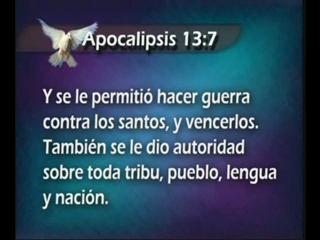 Apocalipsis 13:7
Y se le permitió hacer guerra
contra los santos, y vencerlos.
También se le dio autoridad
sobre toda tribu, pueblo, lengua
y nación.